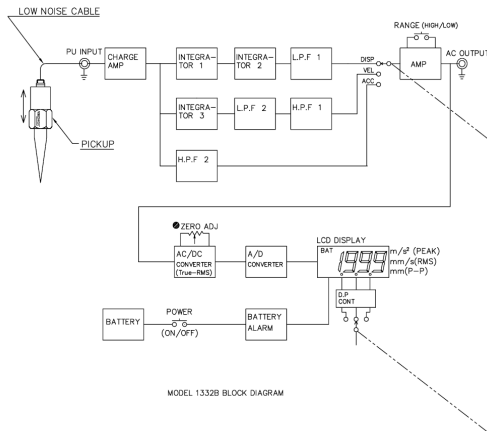 LOW NOISE CABLE
PU INPUT
CHARGE
AMP
INTEGRA-
TOR 1
INTEGRA-
TOR 2
L.P.F 1
DISP
VEL
ACC
RANGE (HIGH/LOW)
AMP
AC OUTPUT
INTEGRA-
TOR 3
L.P.F 2
H.P.F 1
PICKUP
H.P.F 2
ZERO ADJ
AC/DC
CONVERTER
(True-RMS)
A/D
CONVERTER
LCD DISPLAY
BAT
1999
m/s² (PEAK)
mm/s(RMS)
mm(P-P)
D.P
CONT
BATTERY
POWER
(ON/OFF)
BATTERY
ALARM
MODEL 1332B BLOCK DIAGRAM